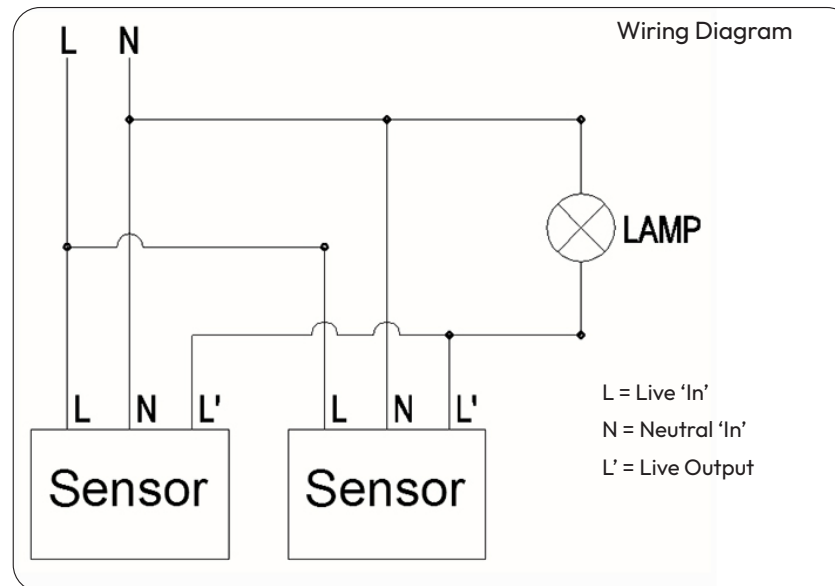 Wiring Diagram
L N
LAMP
L = Live ‘In’
N = Neutral ‘In’
L’ = Live Output
L N L' L N L'
Sensor Sensor